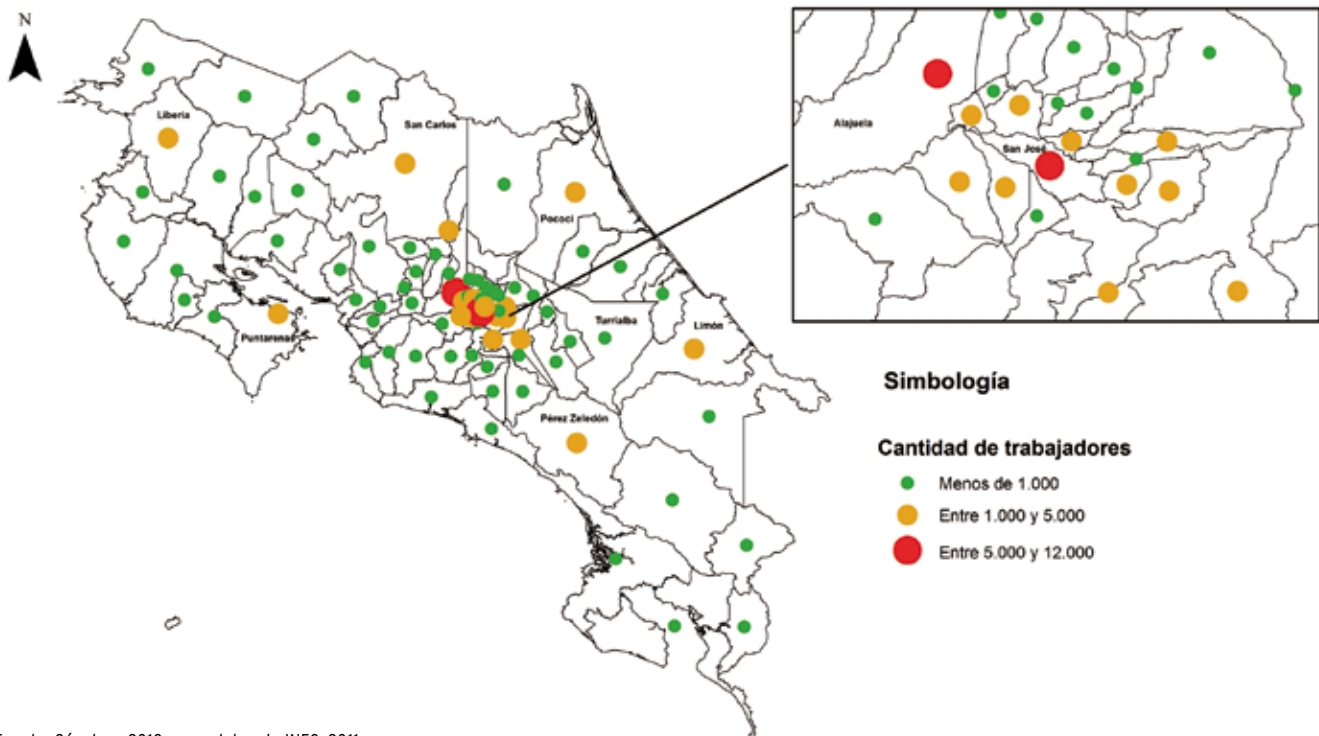 N
Liberia
San Carlos
Pococí
Puntarenas
Turrialba
Limón
Pérez Zeledón
Alajuela
San José
Simbología
Cantidad de trabajadores
Menos de 1.000
Entre 1.000 y 5.000
Entre 5.000 y 12.000